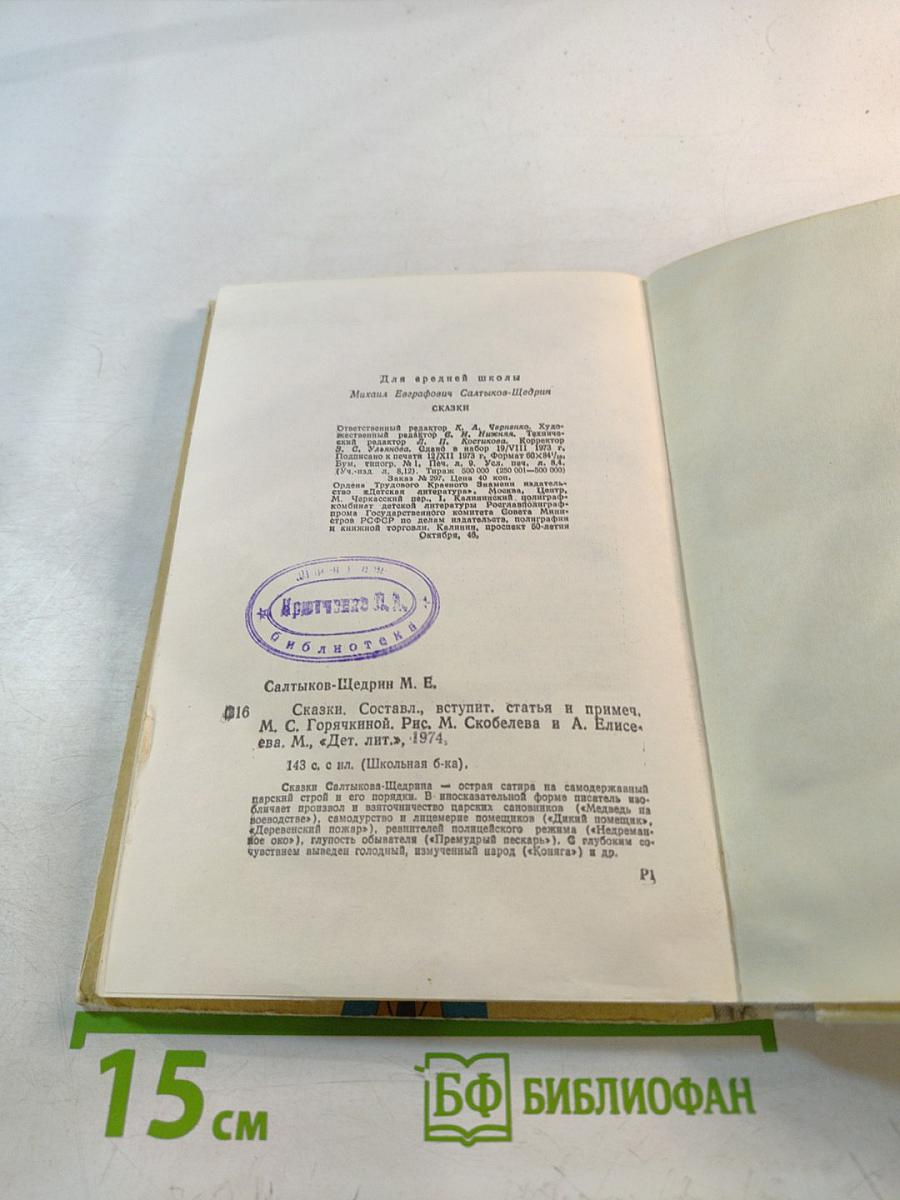 Для средней школы
Михаил Евграфович Салтыков-Щедрин
СКАЗКИ
Ответственный редактор К. А. Черненко. Худо-
жественный редактор С. И. Нижняя. Техниче-
ский редактор Л. П. Костикова. Корректор
Э. С. Ульянова. Сдано в набор 19/VIII 1973 г.
Подписано к печати 12/XII 1973 г. Формат 60×84¹/₁₆.
Бум. типогр. № 1. Печ. л. 9. Усл. печ. л. 8,4.
(Уч.-изд. л. 8,12). Тираж 500 000 (250 001—500 000)
Заказ № 297. Цена 40 коп.
Ордена Трудового Красного Знамени издатель-
ство «Детская литература». Москва, Центр,
М. Черкасский пер., 1. Калининский полиграф-
комбинат детской литературы Росглавполиграф-
прома Государственного комитета Совета Мини-
стров РСФСР по делам издательств, полиграфии
и книжной торговли. Калинин, проспект 50-летия
Октября, 46.
библиотека
Салтыков-Щедрин М. Е.
С16 Сказки. Составл., вступит. статья и примеч.
М. С. Горячкиной. Рис. М. Скобелева и А. Елисе-
ева. М., «Дет. лит.», 1974.
143 с. с ил. (Школьная б-ка).
Сказки Салтыкова-Щедрина — острая сатира на самодержавный
царский строй и его порядки. В иносказательной форме писатель изо-
бличает произвол и взяточничество царских сановников («Медведь на
воеводстве»), самодурство и лицемерие помещиков («Дикий помещик»,
«Деревенский пожар»), ревнителей полицейского режима («Недреман-
ное око»), глупость обывателя («Премудрый пескарь»). С глубоким со-
чувствием выведен голодный, измученный народ («Коняга») и др.
Р1
15 см
БФ БИБЛИОФАН